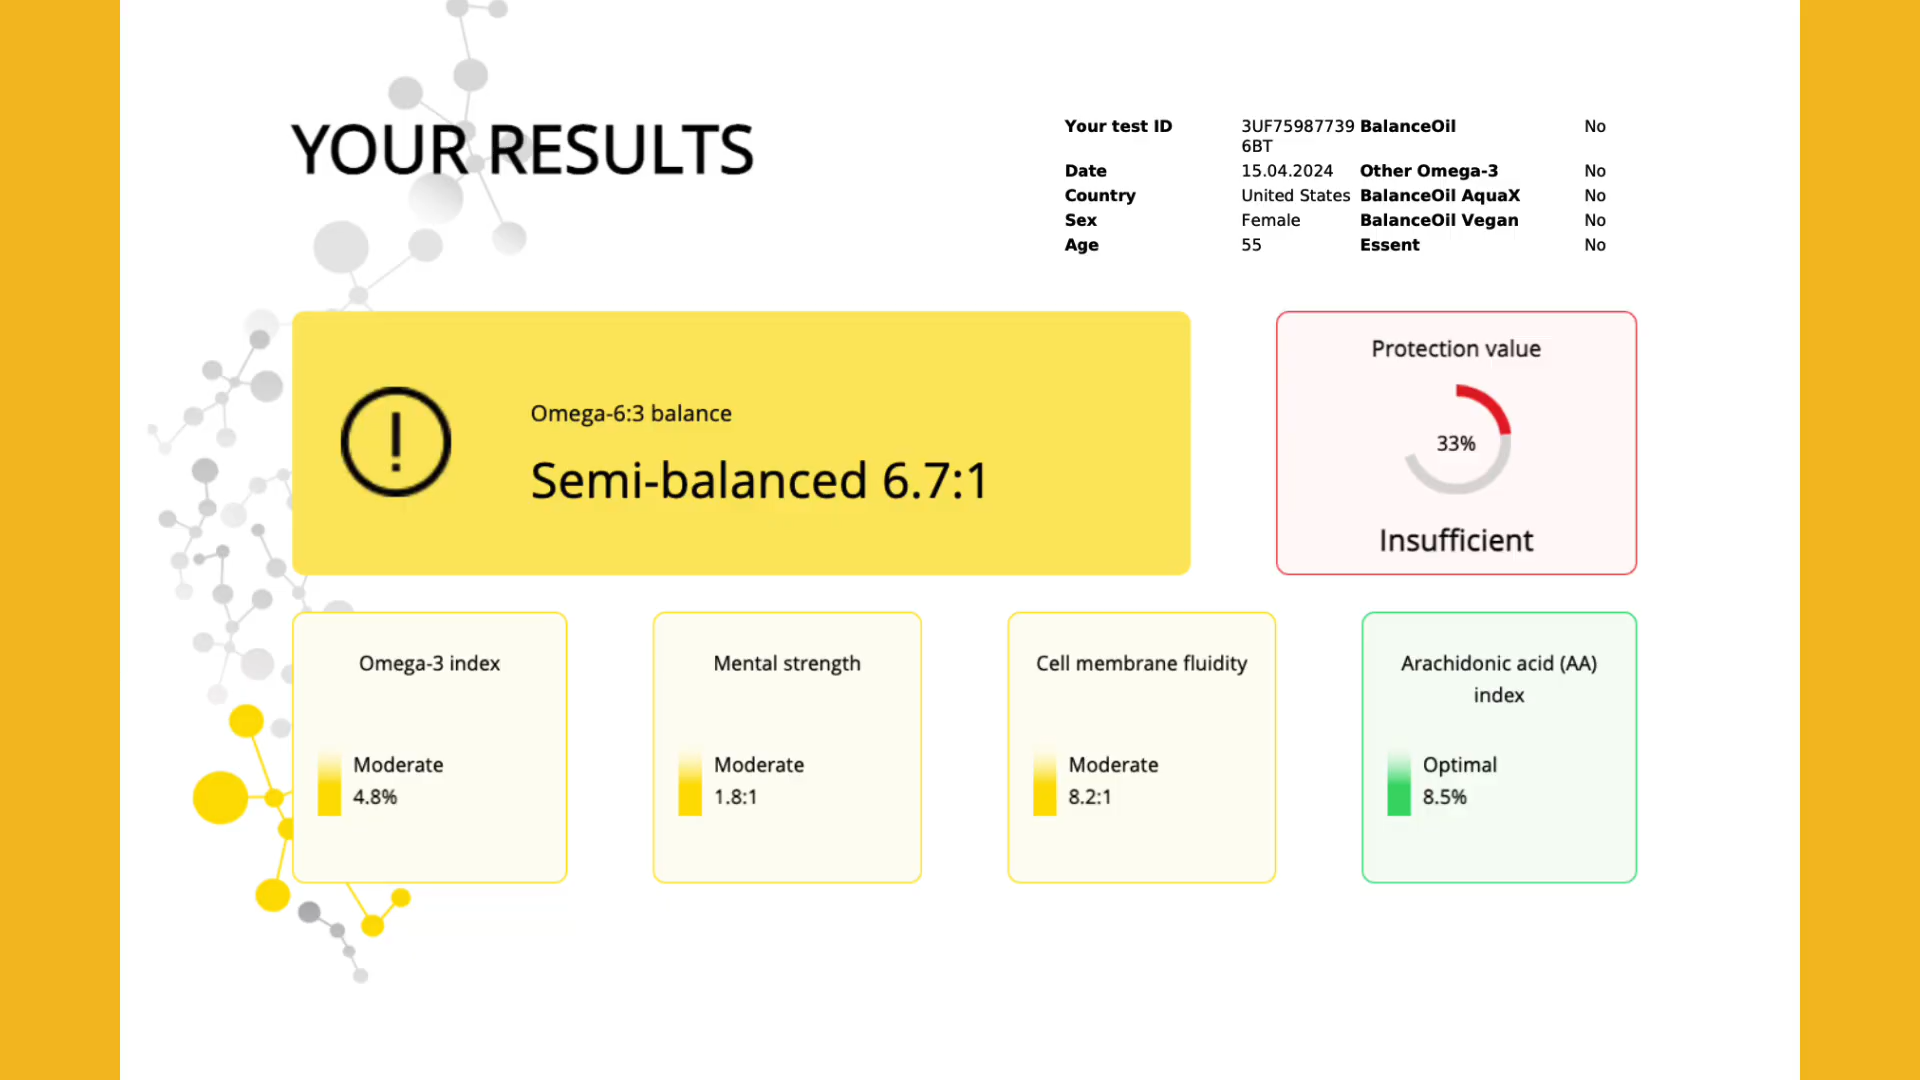 YOUR RESULTS
Your test ID 3UF75987739 BalanceOil No
6BT
Date 15.04.2024 Other Omega-3 No
Country United States BalanceOil AquaX No
Sex Female BalanceOil Vegan No
Age 55 Essent No
Omega-6:3 balance
Semi-balanced 6.7:1
Protection value
33%
Insufficient
Omega-3 index
Moderate
4.8%
Mental strength
Moderate
1.8:1
Cell membrane fluidity
Moderate
8.2:1
Arachidonic acid (AA)
index
Optimal
8.5%